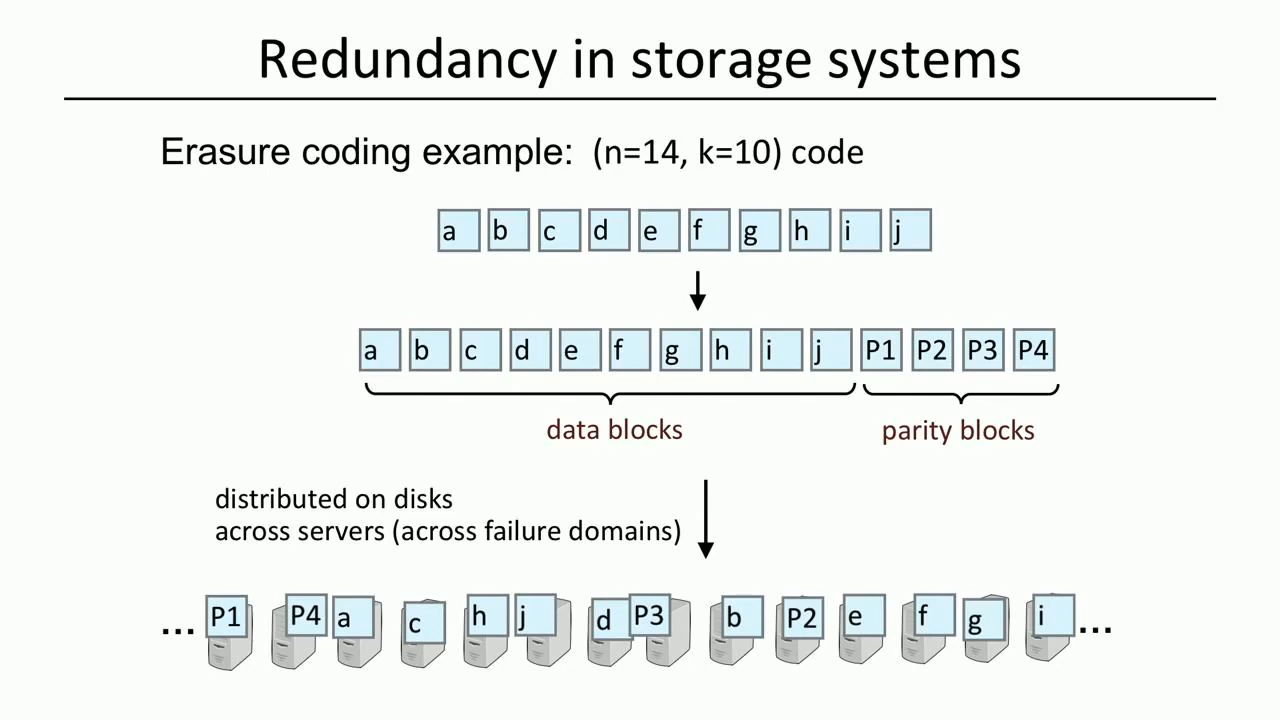 Redundancy in storage systems
Erasure coding example: (n=14, k=10) code
a b c d e f g h i j
a b c d e f g h i j P1 P2 P3 P4
data blocks parity blocks
distributed on disks
across servers (across failure domains)
... P1 P4 a c h j d P3 b P2 e f g i ...